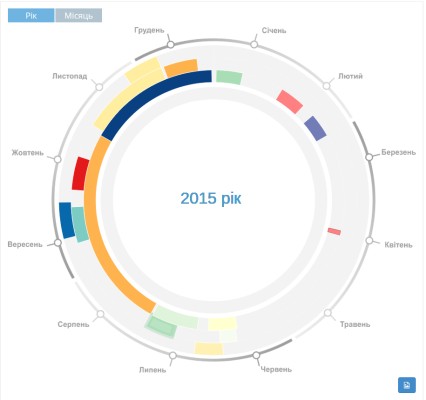 Рік Місяць
Грудень
Січень
Листопад
Лютий
Жовтень
Березень
2015 рік
Вересень
Квітень
Серпень
Травень
Липень
Червень